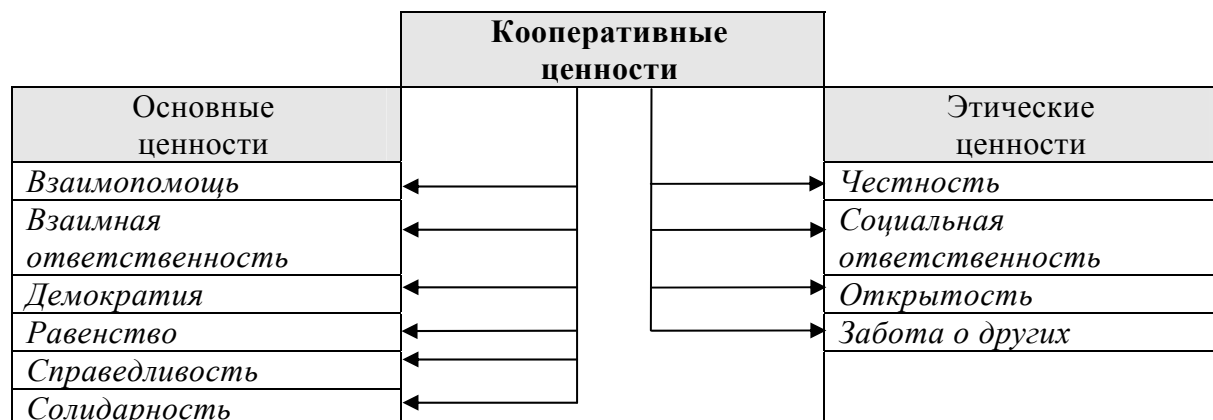 Кооперативные
ценности
Основные
ценности
Взаимопомощь
Взаимная
ответственность
Демократия
Равенство
Справедливость
Солидарность
Этические
ценности
Честность
Социальная
ответственность
Открытость
Забота о других